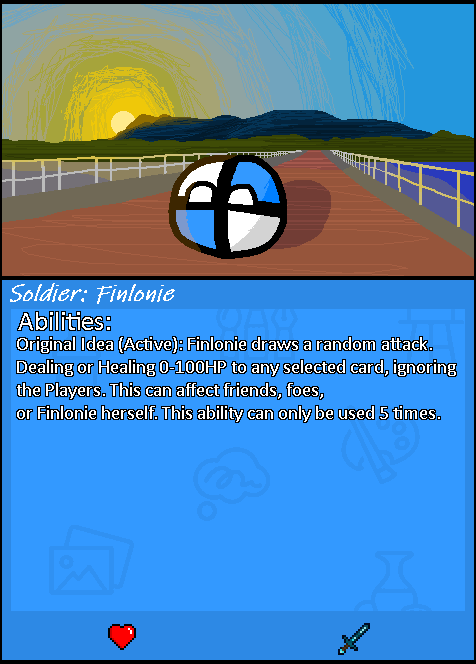 Soldier: Finlonie
Abilities:
Original Idea (Active): Finlonie draws a random attack.
Dealing or Healing 0-100HP to any selected card, ignoring
the Players. This can affect friends, foes,
or Finlonie herself. This ability can only be used 5 times.